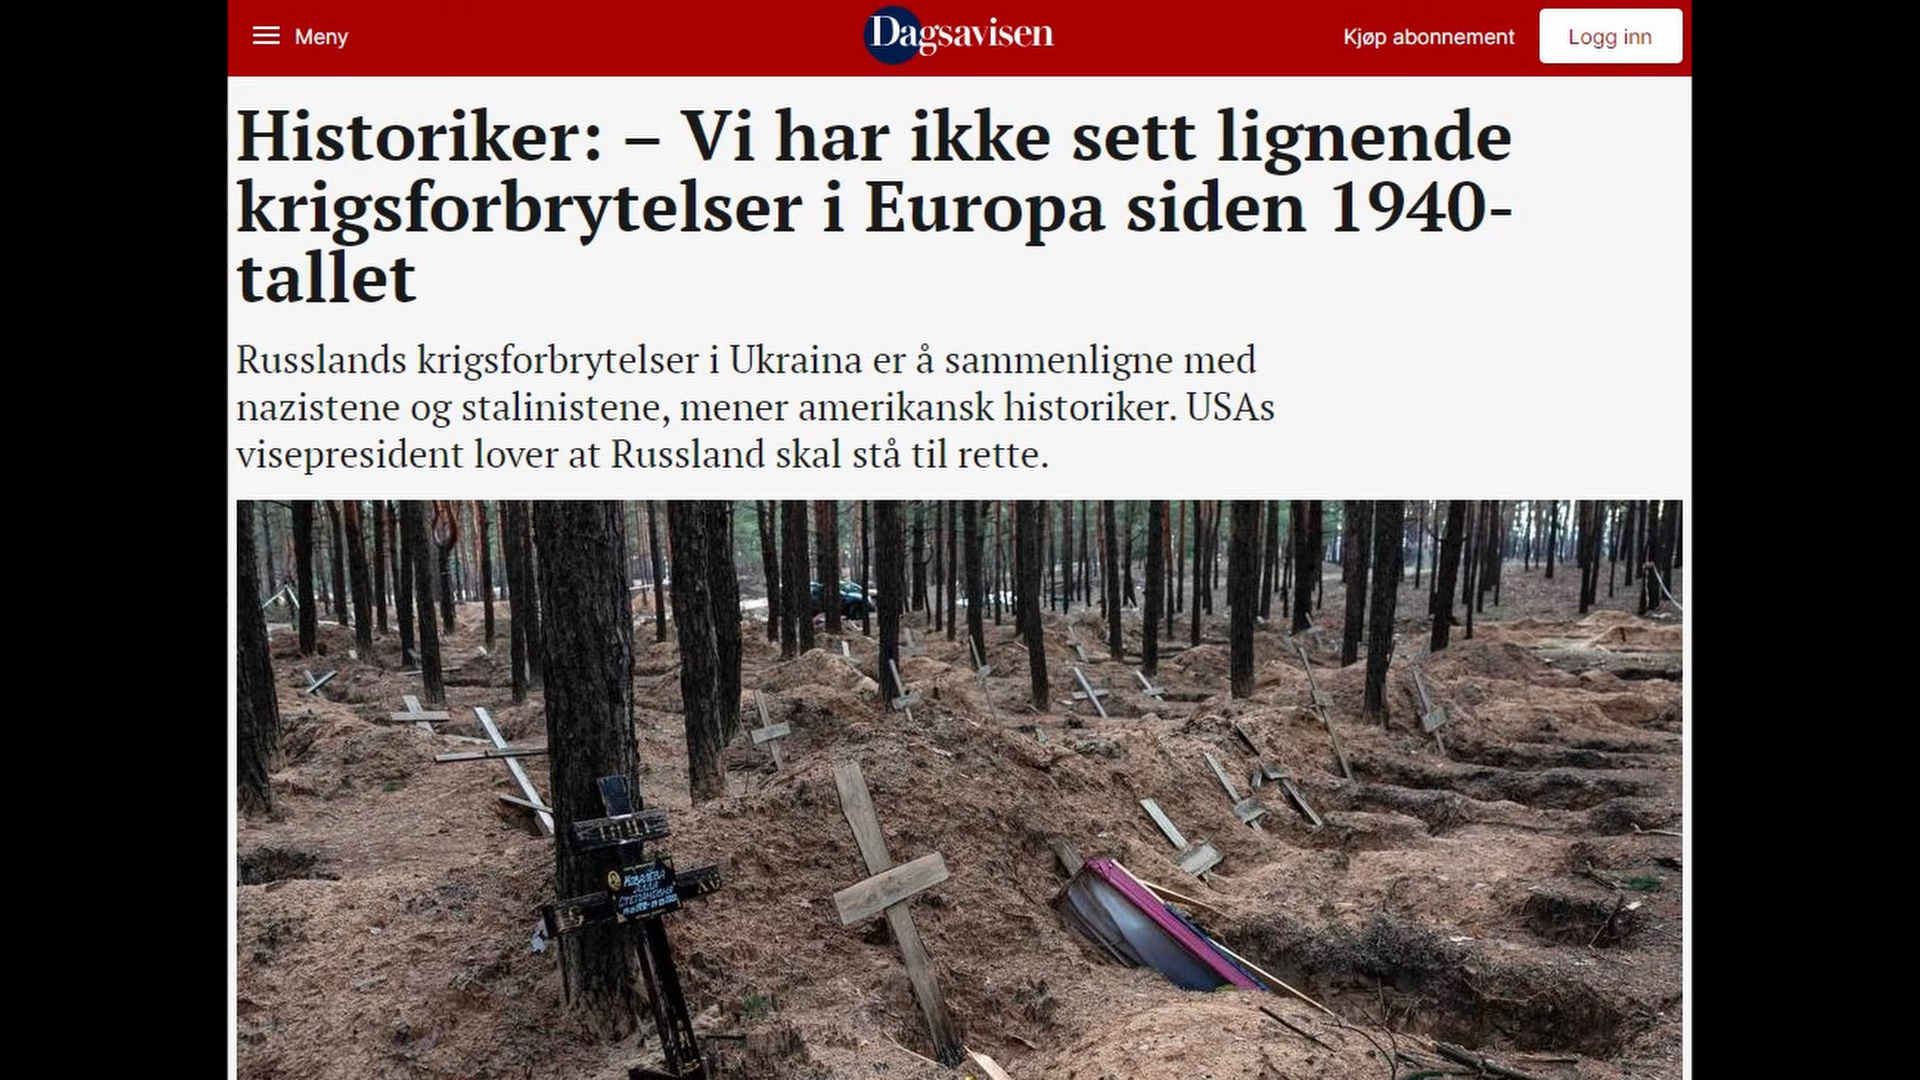 Meny
Dagsavisen
Kjøp abonnement
Logg inn
Historiker: – Vi har ikke sett lignende
krigsforbrytelser i Europa siden 1940-
tallet
Russlands krigsforbrytelser i Ukraina er å sammenligne med
nazistene og stalinistene, mener amerikansk historiker. USAs
visepresident lover at Russland skal stå til rette.